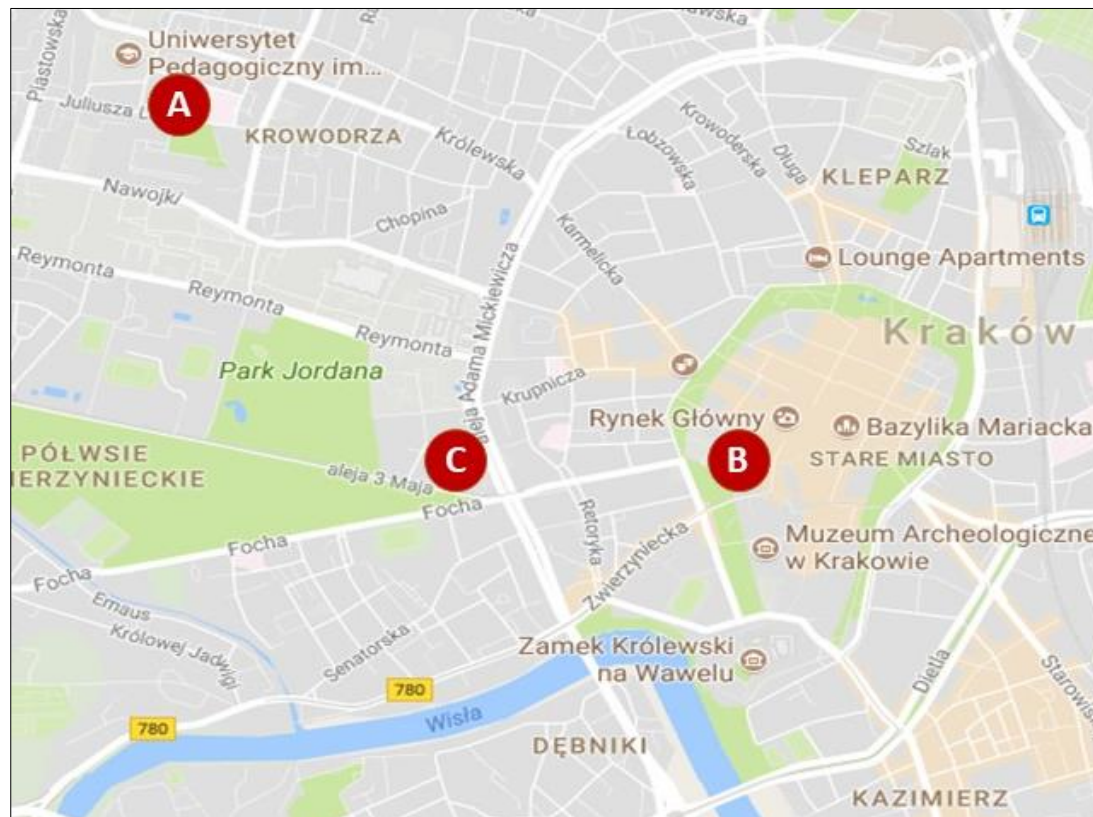 Uniwersytet
Pedagogiczny im...
Piastowska
A
Juliusza L
KROWODRZA
Królewska
Łobzowska
Krowoderska
Długa
Szlak
KLEPARZ
Nawojki
Chopina
Karmelicka
Lounge Apartments
Reymonta
Reymonta
Reymonta
aleja Adama Mickiewicza
Kraków
Park Jordana
Krupnicza
Rynek Główny
Bazylika Mariacka
STARE MIASTO
PÓŁWSIE
IERZYNIECKIE
C
B
aleja 3 Maja
Focha
Focha
Focha
Retoryka
Zwierzyniecka
Muzeum Archeologiczne
w Krakowie
Emaus
Królowej Jadwigi
Senatorska
Zamek Królewski
na Wawelu
Dietla
Starowiś
780
780
Wisła
DĘBNIKI
KAZIMIERZ